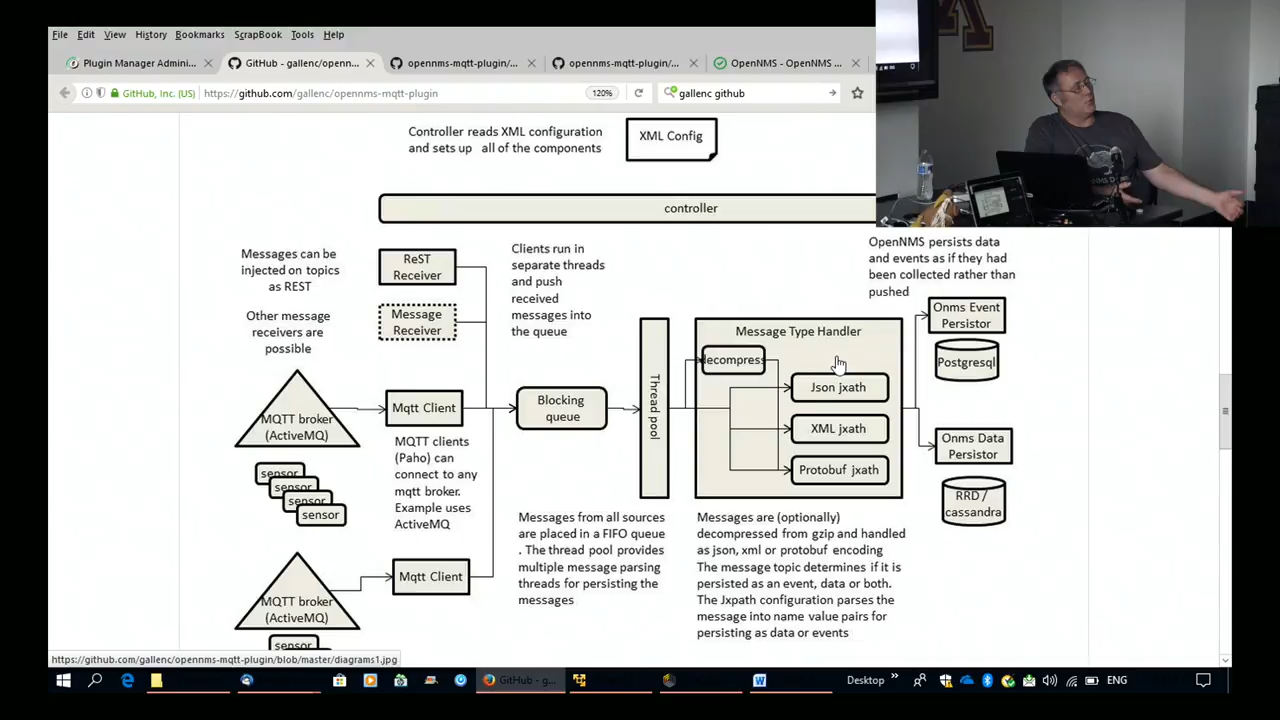 File Edit View History Bookmarks ScrapBook Tools Help
Plugin Manager Admini...
GitHub - gallenc/openn...
opennms-mqtt-plugin/...
opennms-mqtt-plugin/...
OpenNMS - OpenNMS ...
GitHub, Inc. (US)
https://github.com/gallenc/opennms-mqtt-plugin
120%
gallenc github
Controller reads XML configuration
and sets up all of the components
XML Config
controller
Messages can be
injected on topics
as REST
ReST
Receiver
Clients run in
separate threads
and push
received
messages into
the queue
OpenNMS persists data
and events as if they had
been collected rather than
pushed
Other message
receivers are
possible
Message
Receiver
Message Type Handler
decompress
Json jxath
XML jxath
Protobuf jxath
Onms Event
Persistor
Postgresql
MQTT broker
(ActiveMQ)
Mqtt Client
Blocking
queue
Thread pool
Onms Data
Persistor
RRD /
cassandra
sensor
sensor
sensor
sensor
MQTT clients
(Paho) can
connect to any
mqtt broker.
Example uses
ActiveMQ
Messages from all sources
are placed in a FIFO queue
. The thread pool provides
multiple message parsing
threads for persisting the
messages
Messages are (optionally)
decompressed from gzip and handled
as json, xml or protobuf encoding
The message topic determines if it is
persisted as an event, data or both.
The Jxpath configuration parses the
message into name value pairs for
persisting as data or events
MQTT broker
(ActiveMQ)
Mqtt Client
sensor
https://github.com/gallenc/opennms-mqtt-plugin/blob/master/diagrams1.jpg
GitHub - g...
Desktop
ENG